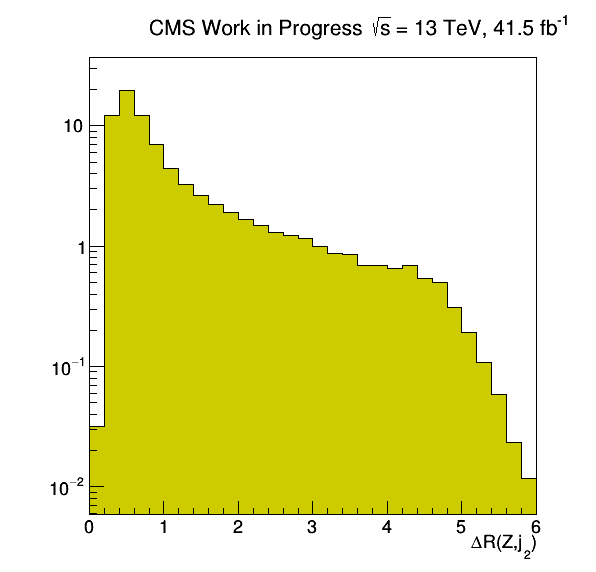 CMS Work in Progress √s = 13 TeV, 41.5 fb⁻¹
10
1
10⁻¹
10⁻²
0 1 2 3 4 5 6
ΔR(Z,j₂)